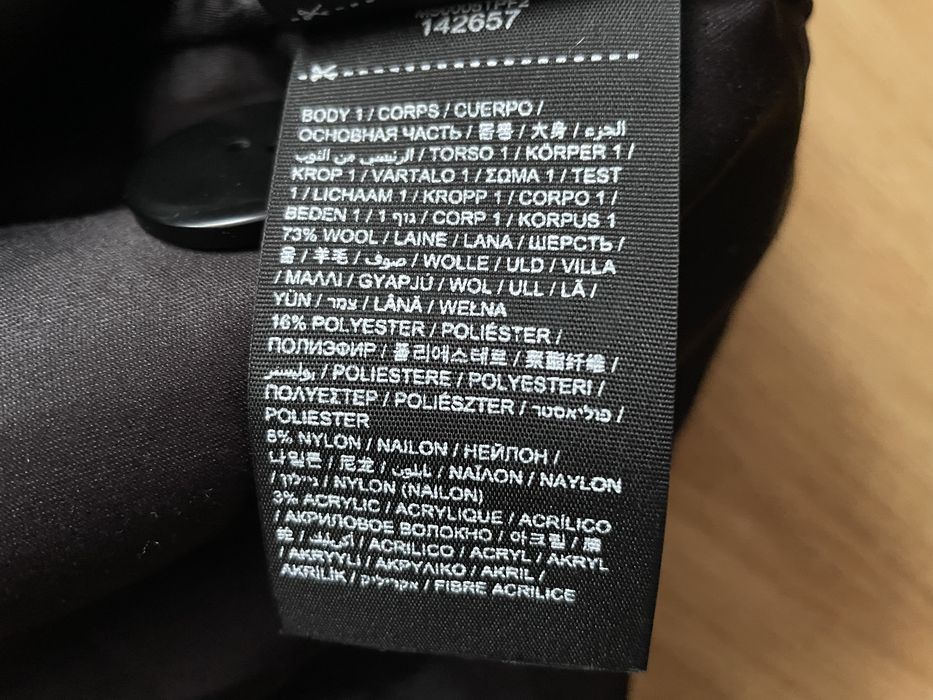 142657
BODY 1 / CORPS / CUERPO /
ОСНОВНАЯ ЧАСТЬ / 몸통 / 大身 / الجزء
الرئيسي من الثوب / TORSO 1 / KÖRPER 1 /
KROP 1 / VARTALO 1 / ΣΩΜΑ 1 / TEST
1 / LICHAAM 1 / KROPP 1 / CORPO 1 /
BEDEN 1 / 1 גוף / CORP 1 / KORPUS 1
73% WOOL / LAINE / LANA / ШЕРСТЬ /
울 / 羊毛 / صوف / WOLLE / ULD / VILLA
/ ΜΑΛΛΙ / GYAPJÚ / WOL / ULL / LÃ /
YÜN / צמר / LÂNĂ / WEŁNA
16% POLYESTER / POLIÉSTER /
ПОЛИЭФИР / 폴리에스테르 / 聚酯纤维 /
بوليستر / POLIESTERE / POLYESTERI /
ΠΟΛΥΕΣΤΕΡ / POLIÉSZTER / פוליאסטר /
POLIESTER
8% NYLON / NAILON / НЕЙЛОН /
나일론 / 尼龙 / نايلون / ΝΑΪΛΟΝ / NAYLON
/ ניילון / NYLON (NAILON)
3% ACRYLIC / ACRYLIQUE / ACRÍLICO
/ АКРИЛОВОЕ ВОЛОКНО / 아크릴 / 腈
纶 / أكريليك / ACRILICO / ACRYL / AKRYL
/ AKRYYLI / ΑΚΡΥΛΙΚΟ / AKRIL /
AKRİLİK / אקריליק / FIBRE ACRILICE